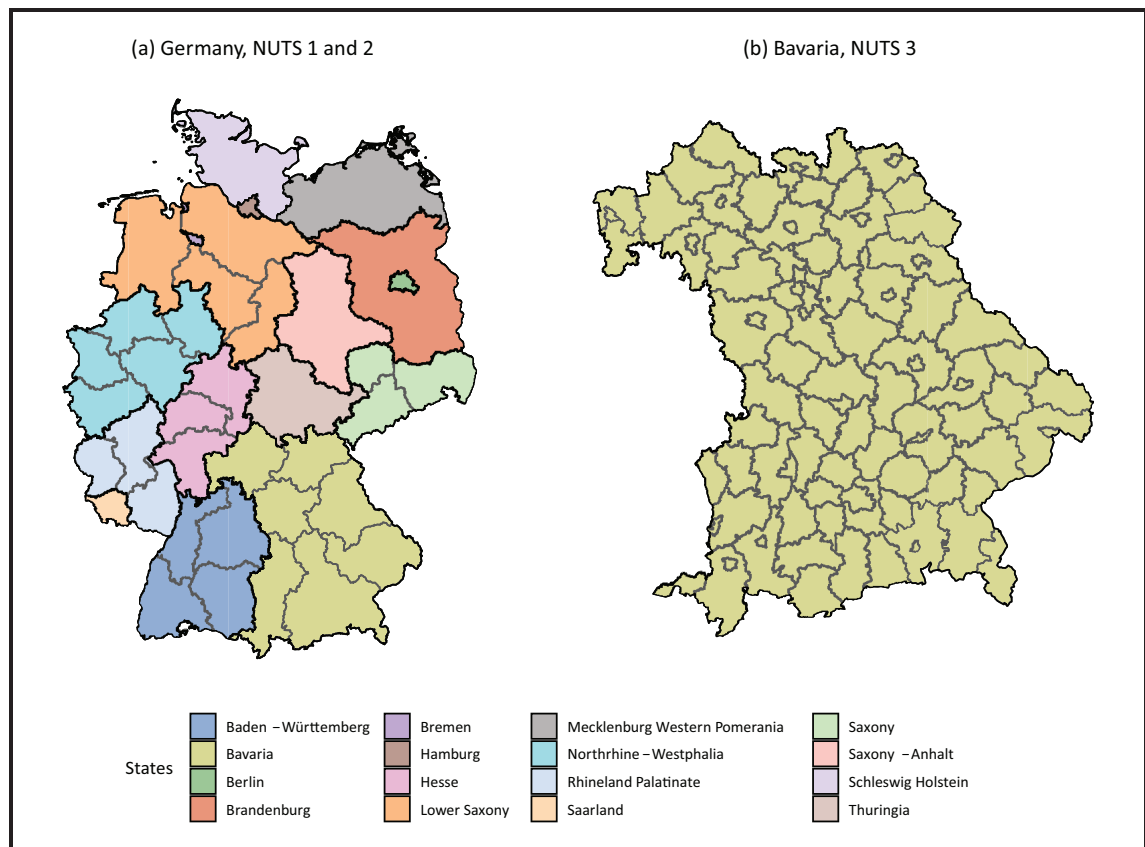 (a) Germany, NUTS 1 and 2
(b) Bavaria, NUTS 3
States
Baden –Württemberg
Bavaria
Berlin
Brandenburg
Bremen
Hamburg
Hesse
Lower Saxony
Mecklenburg Western Pomerania
Northrhine –Westphalia
Rhineland Palatinate
Saarland
Saxony
Saxony –Anhalt
Schleswig Holstein
Thuringia